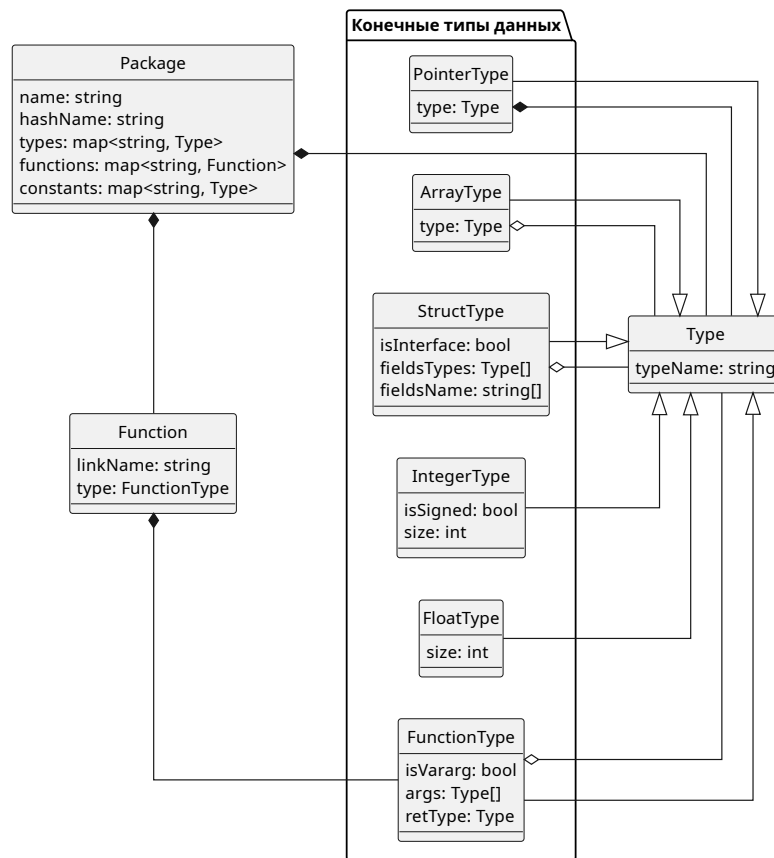 Конечные типы данных
Package
name: string
hashName: string
types: map<string, Type>
functions: map<string, Function>
constants: map<string, Type>
PointerType
type: Type
ArrayType
type: Type
StructType
isInterface: bool
fieldsTypes: Type[]
fieldsName: string[]
Type
typeName: string
Function
linkName: string
type: FunctionType
IntegerType
isSigned: bool
size: int
FloatType
size: int
FunctionType
isVararg: bool
args: Type[]
retType: Type